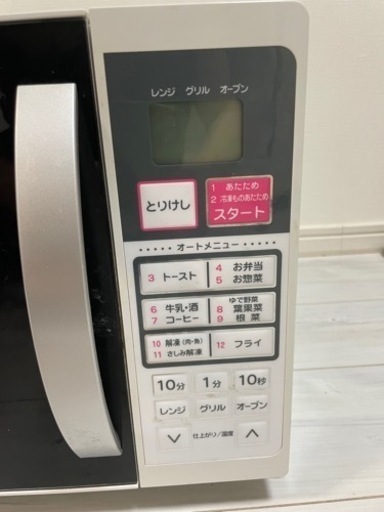 レンジ グリル オーブン
とりけし
1 あたため
2 冷凍ものあたため
スタート
オートメニュー
3 トースト
4 お弁当
5 お惣菜
6 牛乳・酒
7 コーヒー
ゆで野菜
8 葉果菜
9 根菜
10 解凍(肉・魚)
11 さしみ解凍
12 フライ
10分 1分 10秒
レンジ グリル オーブン
仕上がり/温度